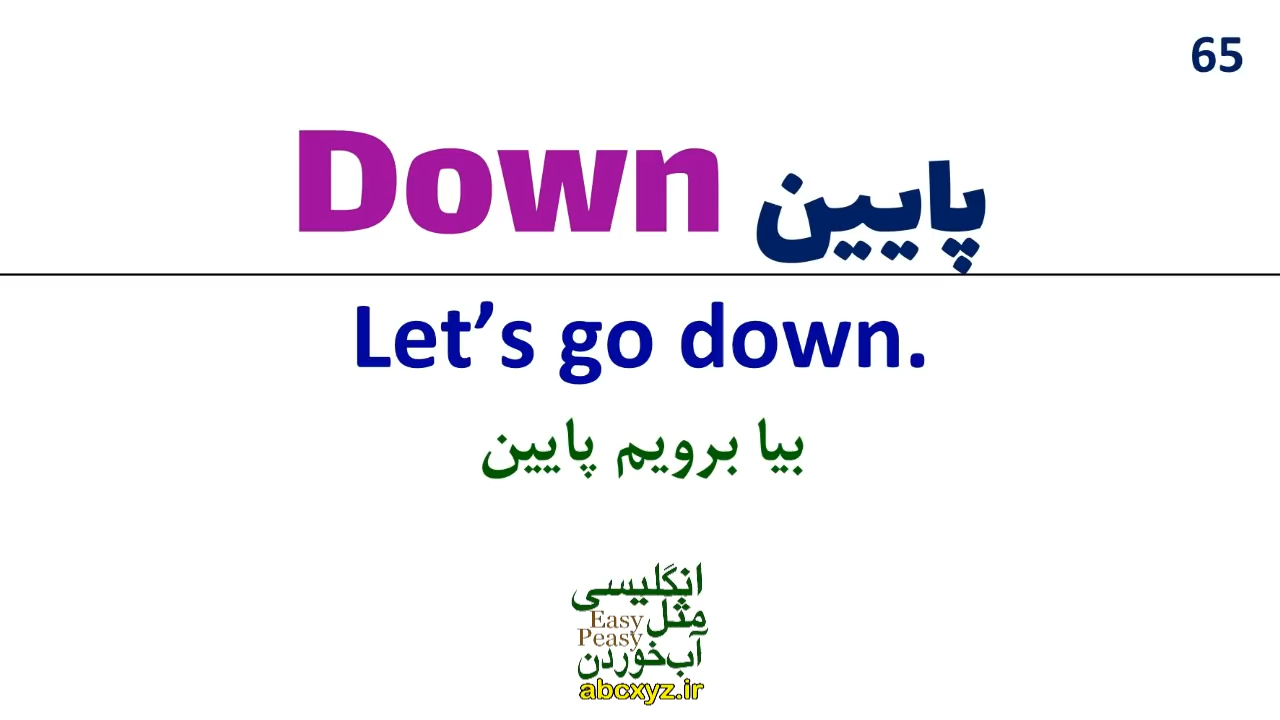 65
Down پایین
Let’s go down.
بیا برویم پایین
انگلیسی
مثل
Easy
Peasy
آب‌خوردن
abcxyz.ir